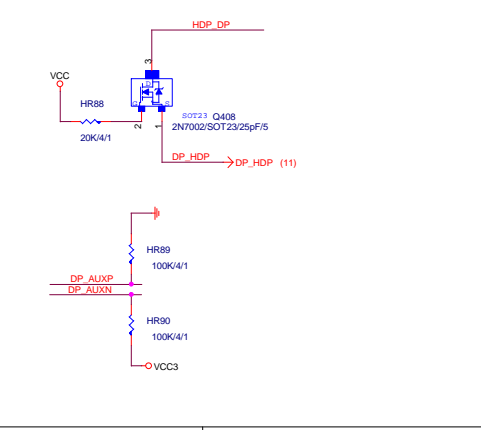 HDP_DP
3
VCC
HR88
D
G
S
SOT23 Q408
2N7002/SOT23/25pF/5
20K/4/1
2
1
DP_HDP
DP_HDP (11)
HR89
100K/4/1
DP_AUXP
DP_AUXN
HR90
100K/4/1
VCC3